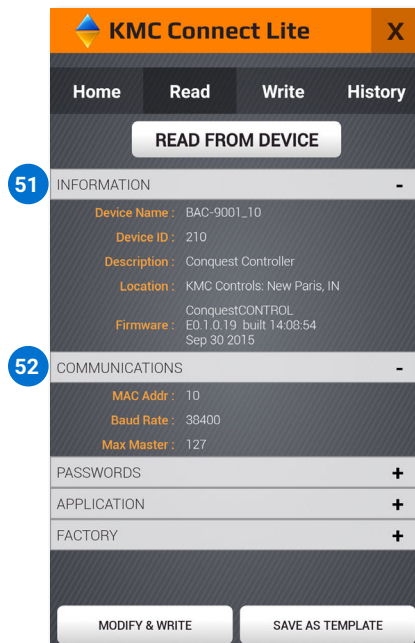 KMC Connect Lite X
Home Read Write History
READ FROM DEVICE
51 INFORMATION -
Device Name : BAC-9001_10
Device ID : 210
Description : Conquest Controller
Location : KMC Controls: New Paris, IN
Firmware : ConquestCONTROL
E0.1.0.19 built 14:08:54
Sep 30 2015
52 COMMUNICATIONS -
MAC Addr : 10
Baud Rate : 38400
Max Master : 127
PASSWORDS +
APPLICATION +
FACTORY +
MODIFY & WRITE SAVE AS TEMPLATE